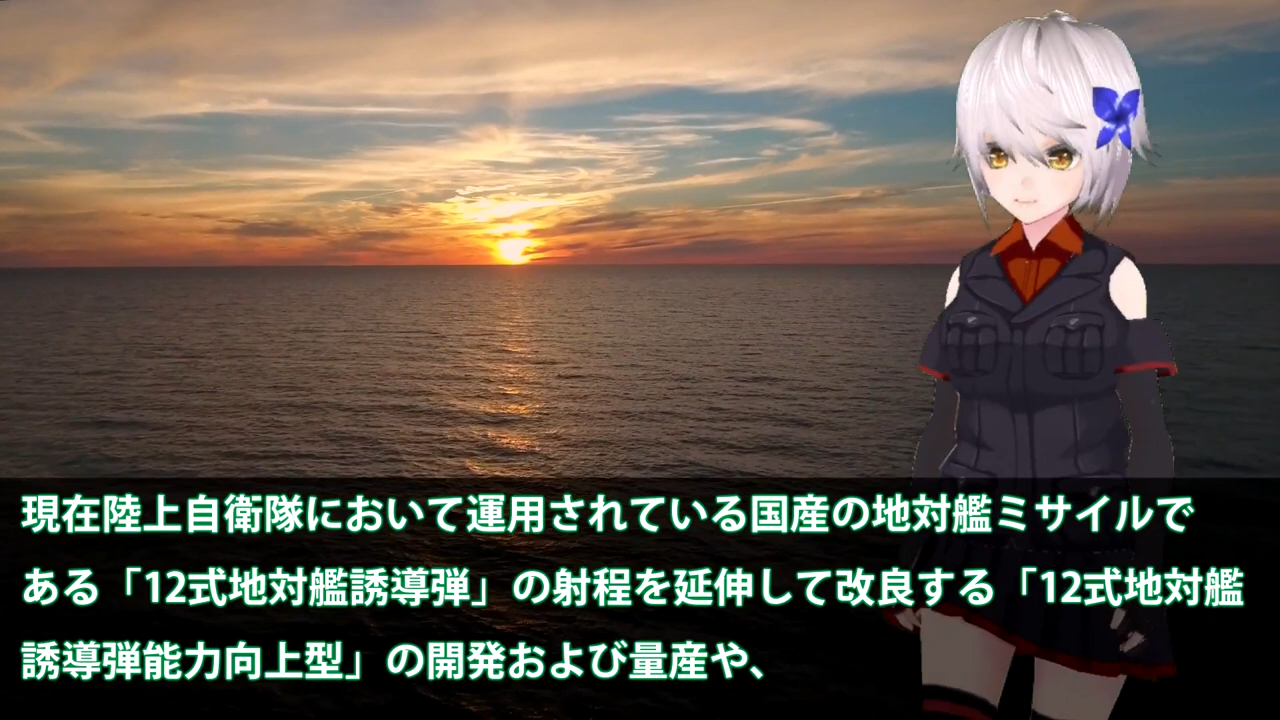 現在陸上自衛隊において運用されている国産の地対艦ミサイルで
ある「12式地対艦誘導弾」の射程を延伸して改良する「12式地対艦
誘導弾能力向上型」の開発および量産や、